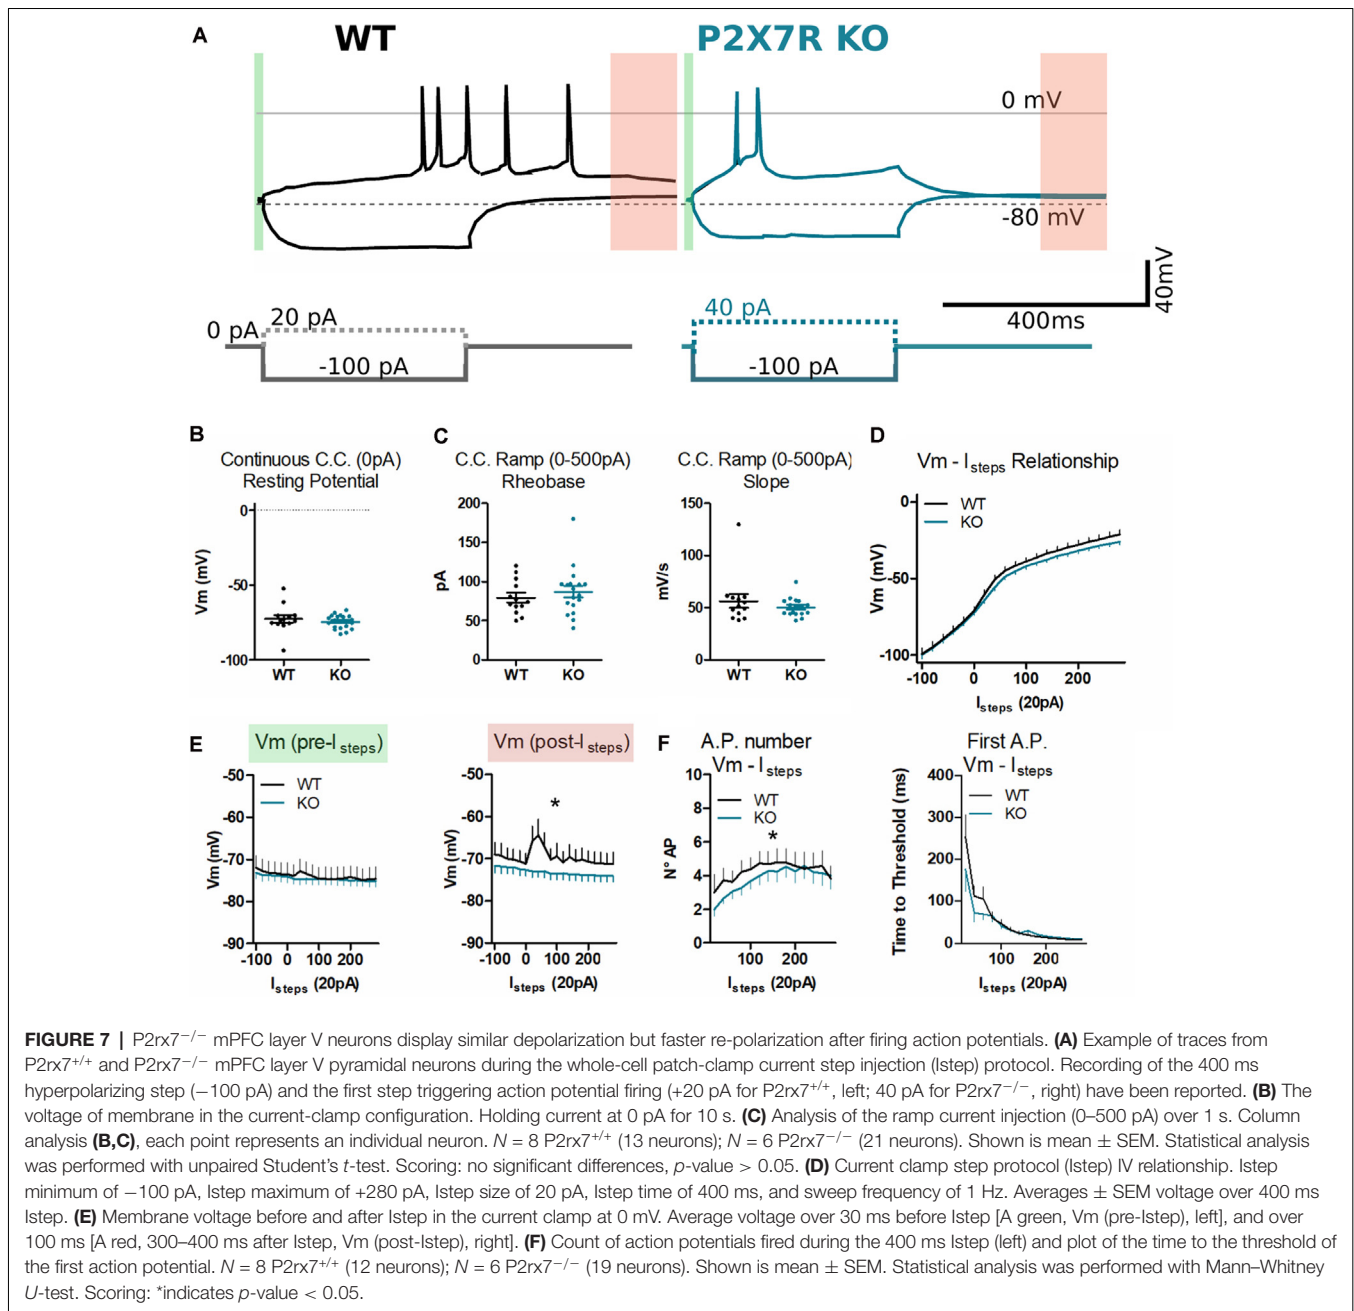 A
WT
P2X7R KO
0 mV
-80 mV
40mV
400ms
0 pA
20 pA
-100 pA
40 pA
-100 pA
B
Continuous C.C. (0pA)
Resting Potential
Vm (mV)
0
-50
-100
WT
KO
C
C.C. Ramp (0-500pA)
Rheobase
pA
200
150
100
50
0
WT
KO
C.C. Ramp (0-500pA)
Slope
mV/s
150
100
50
0
WT
KO
D
Vm - Isteps Relationship
WT
KO
Vm (mV)
0
-50
-100
-100
0
100
200
Isteps (20pA)
E
Vm (pre-Isteps)
WT
KO
Vm (mV)
-50
-60
-70
-80
-90
-100
0
100
200
Isteps (20pA)
Vm (post-Isteps)
*
Vm (mV)
-50
-60
-70
-80
-90
-100
0
100
200
Isteps (20pA)
F
A.P. number
Vm - Isteps
WT
KO
*
N° AP
10
8
6
4
2
0
100
200
Isteps (20pA)
First A.P.
Vm - Isteps
WT
KO
Time to Threshold (ms)
400
300
200
100
0
100
200
Isteps (20pA)
FIGURE 7 | P2rx7−/− mPFC layer V neurons display similar depolarization but faster re-polarization after firing action potentials. (A) Example of traces from
P2rx7+/+ and P2rx7−/− mPFC layer V pyramidal neurons during the whole-cell patch-clamp current step injection (Istep) protocol. Recording of the 400 ms
hyperpolarizing step (−100 pA) and the first step triggering action potential firing (+20 pA for P2rx7+/+, left; 40 pA for P2rx7−/−, right) have been reported. (B) The
voltage of membrane in the current-clamp configuration. Holding current at 0 pA for 10 s. (C) Analysis of the ramp current injection (0–500 pA) over 1 s. Column
analysis (B,C), each point represents an individual neuron. N = 8 P2rx7+/+ (13 neurons); N = 6 P2rx7−/− (21 neurons). Shown is mean ± SEM. Statistical analysis
was performed with unpaired Student’s t-test. Scoring: no significant differences, p-value > 0.05. (D) Current clamp step protocol (Istep) IV relationship. Istep
minimum of −100 pA, Istep maximum of +280 pA, Istep size of 20 pA, Istep time of 400 ms, and sweep frequency of 1 Hz. Averages ± SEM voltage over 400 ms
Istep. (E) Membrane voltage before and after Istep in the current clamp at 0 mV. Average voltage over 30 ms before Istep [A green, Vm (pre-Istep), left], and over
100 ms [A red, 300–400 ms after Istep, Vm (post-Istep), right]. (F) Count of action potentials fired during the 400 ms Istep (left) and plot of the time to the threshold of
the first action potential. N = 8 P2rx7+/+ (12 neurons); N = 6 P2rx7−/− (19 neurons). Shown is mean ± SEM. Statistical analysis was performed with Mann–Whitney
U-test. Scoring: *indicates p-value < 0.05.